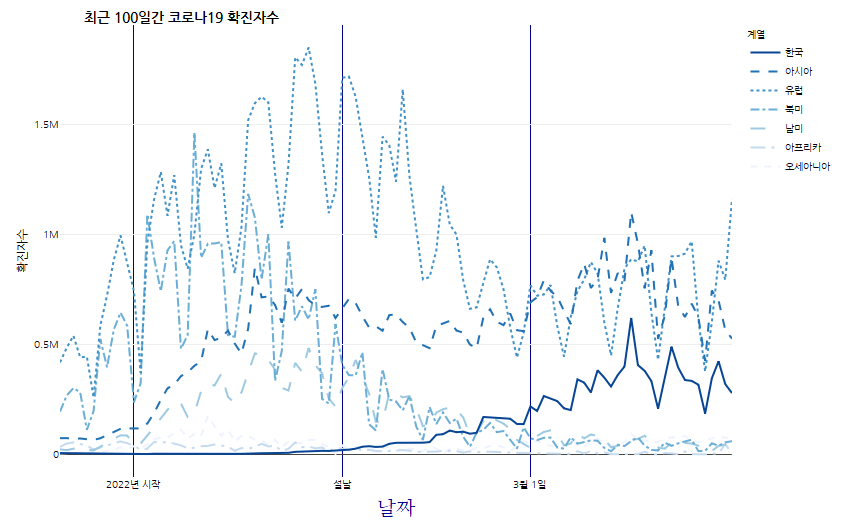 최근 100일간 코로나19 확진자수
계열
한국
아시아
유럽
북미
남미
아프리카
오세아니아
확진자수
1.5M
1M
0.5M
0
2022년 시작
설날
3월 1일
날짜